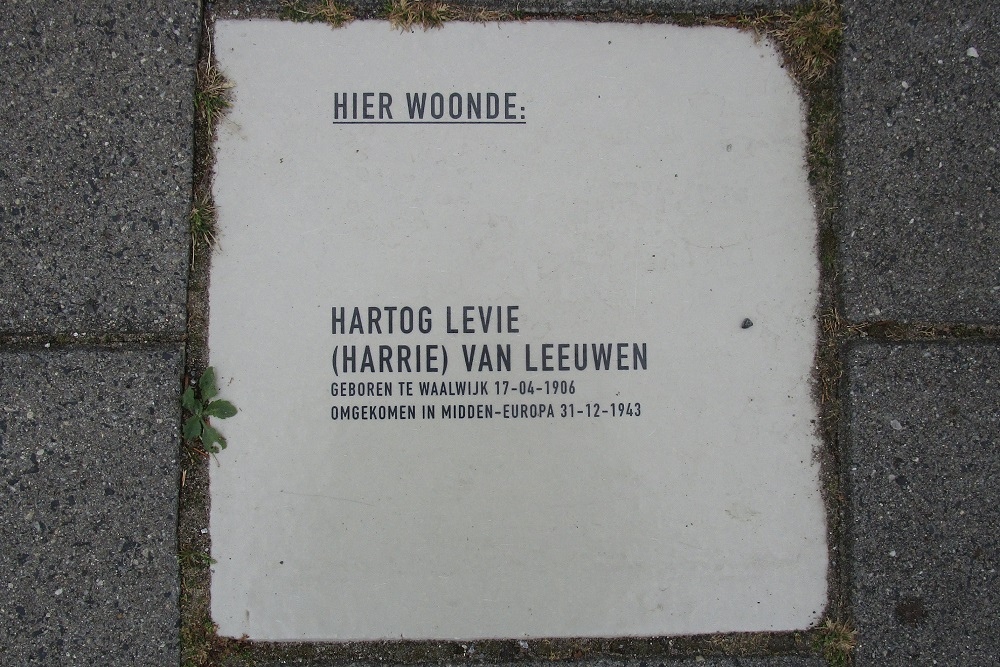 HIER WOONDE:
HARTOG LEVIE
(HARRIE) VAN LEEUWEN
GEBOREN TE WAALWIJK 17-04-1906
OMGEKOMEN IN MIDDEN-EUROPA 31-12-1943